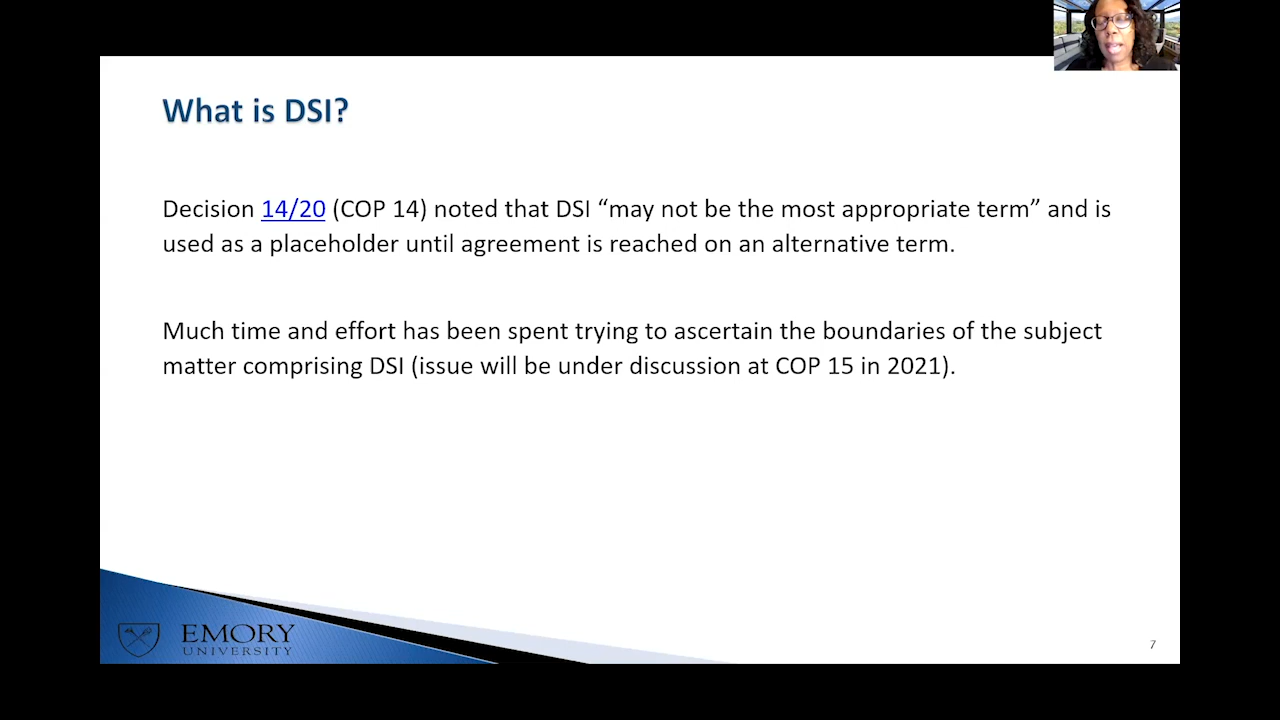 What is DSI?
Decision 14/20 (COP 14) noted that DSI “may not be the most appropriate term” and is
used as a placeholder until agreement is reached on an alternative term.
Much time and effort has been spent trying to ascertain the boundaries of the subject
matter comprising DSI (issue will be under discussion at COP 15 in 2021).
EMORY
UNIVERSITY
7